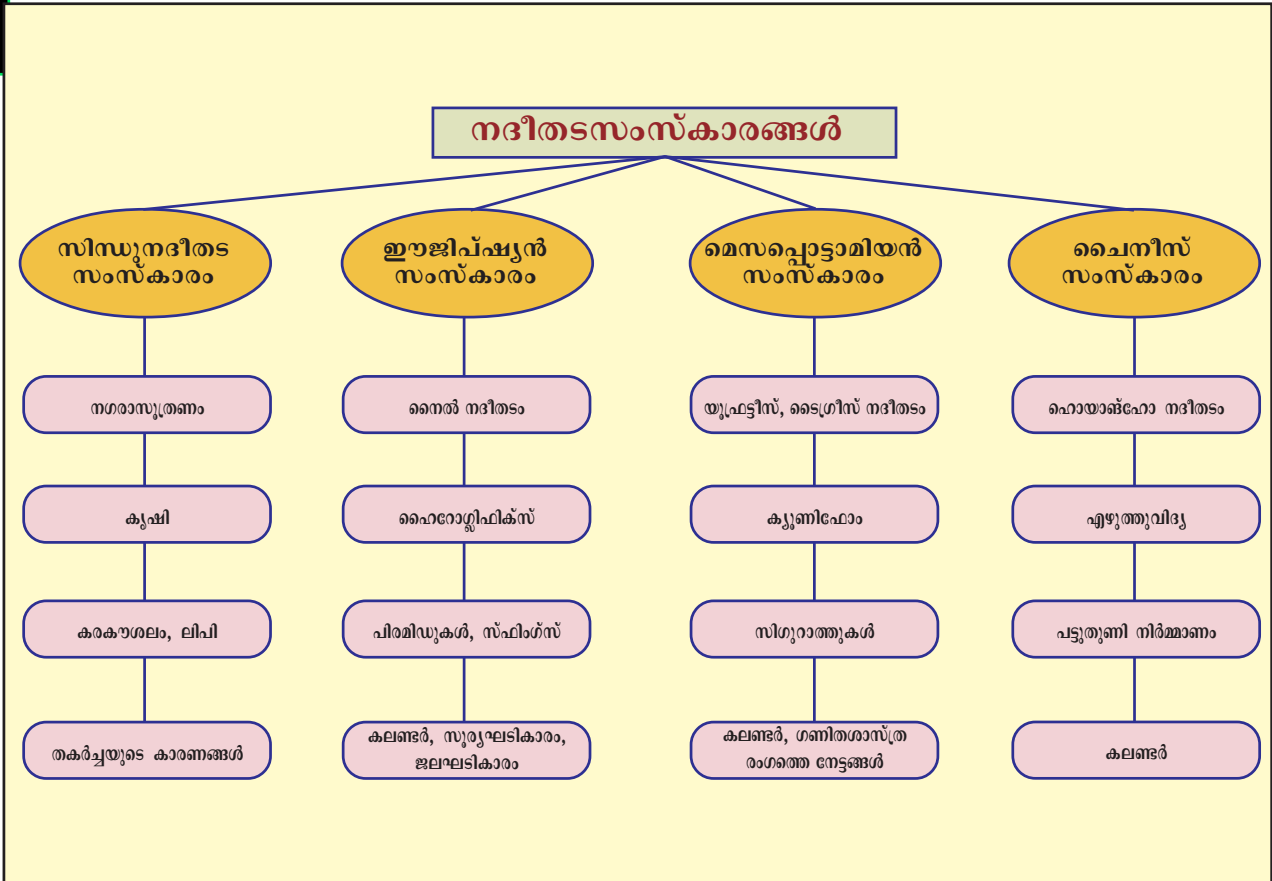 നദീതടസംസ്കാരങ്ങൾ
സിന്ധുനദീതട
സംസ്കാരം
നഗരാസൂത്രണം
കൃഷി
കരകൗശലം, ലിപി
തകർച്ചയുടെ കാരണങ്ങൾ
ഈജിപ്ഷ്യൻ
സംസ്കാരം
നൈൽ നദീതടം
ഹൈറോഗ്ലിഫിക്സ്
പിരമിഡുകൾ, സ്ഫിംഗ്സ്
കലണ്ടർ, സൂര്യഘടികാരം,
ജലഘടികാരം
മെസപ്പൊട്ടാമിയൻ
സംസ്കാരം
യൂഫ്രട്ടീസ്, ടൈഗ്രീസ് നദീതടം
ക്യൂണിഫോം
സിഗുറാത്തുകൾ
കലണ്ടർ, ഗണിതശാസ്ത്ര
രംഗത്തെ നേട്ടങ്ങൾ
ചൈനീസ്
സംസ്കാരം
ഹൊയാങ്ഹോ നദീതടം
എഴുത്തുവിദ്യ
പട്ടുതുണി നിർമ്മാണം
കലണ്ടർ